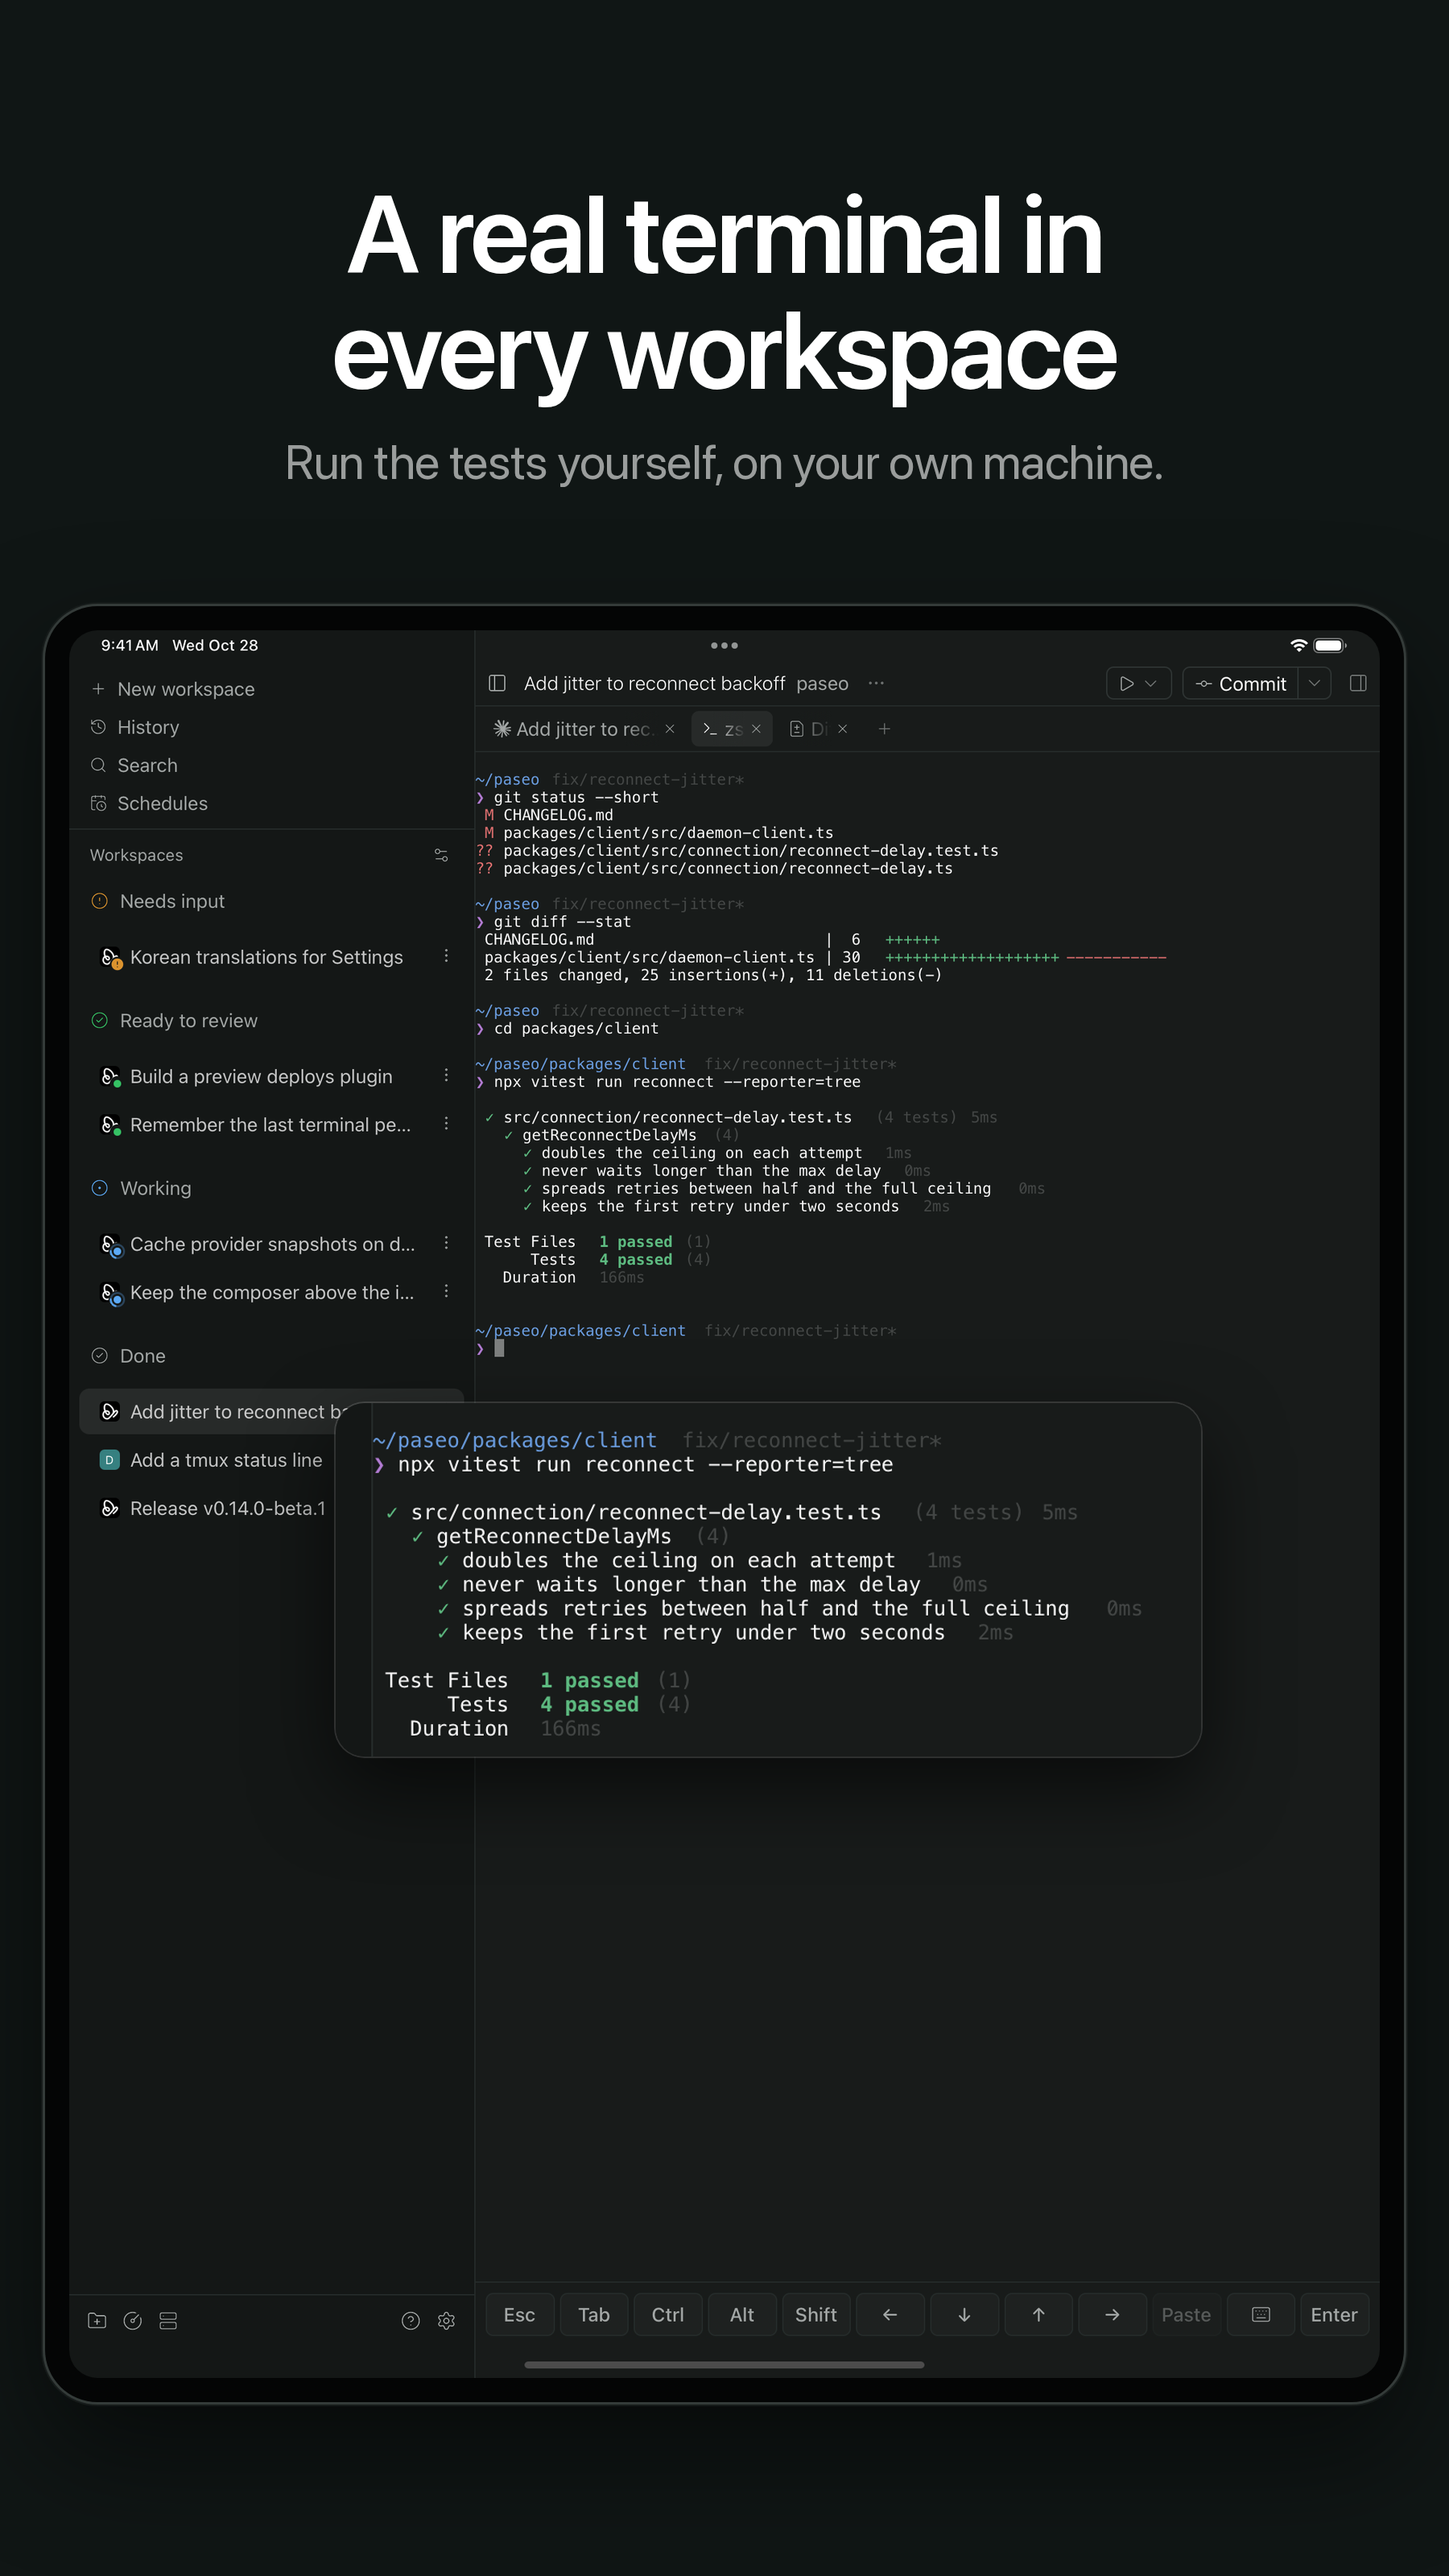 A real terminal in
every workspace
Run the tests yourself, on your own machine.
9:41 AM Wed Oct 28
New workspace
History
Search
Schedules
Workspaces
Needs input
Korean translations for Settings
Ready to review
Build a preview deploys plugin
Remember the last terminal pe...
Working
Cache provider snapshots on d...
Keep the composer above the i...
Done
Add jitter to reconnect ba
D Add a tmux status line
Release v0.14.0-beta.1
Add jitter to reconnect backoff paseo ...
Commit
Add jitter to rec. × >_ zs × Di × +
~/paseo fix/reconnect-jitter*
❯ git status --short
M CHANGELOG.md
M packages/client/src/daemon-client.ts
?? packages/client/src/connection/reconnect-delay.test.ts
?? packages/client/src/connection/reconnect-delay.ts
~/paseo fix/reconnect-jitter*
❯ git diff --stat
CHANGELOG.md | 6 ++++++
packages/client/src/daemon-client.ts | 30 +++++++++++++++++++-----------
2 files changed, 25 insertions(+), 11 deletions(-)
~/paseo fix/reconnect-jitter*
❯ cd packages/client
~/paseo/packages/client fix/reconnect-jitter*
❯ npx vitest run reconnect --reporter=tree
✓ src/connection/reconnect-delay.test.ts (4 tests) 5ms
✓ getReconnectDelayMs (4)
✓ doubles the ceiling on each attempt 1ms
✓ never waits longer than the max delay 0ms
✓ spreads retries between half and the full ceiling 0ms
✓ keeps the first retry under two seconds 2ms
Test Files 1 passed (1)
Tests 4 passed (4)
Duration 166ms
~/paseo/packages/client fix/reconnect-jitter*
❯
~/paseo/packages/client fix/reconnect-jitter*
❯ npx vitest run reconnect --reporter=tree
✓ src/connection/reconnect-delay.test.ts (4 tests) 5ms
✓ getReconnectDelayMs (4)
✓ doubles the ceiling on each attempt 1ms
✓ never waits longer than the max delay 0ms
✓ spreads retries between half and the full ceiling 0ms
✓ keeps the first retry under two seconds 2ms
Test Files 1 passed (1)
Tests 4 passed (4)
Duration 166ms
Esc Tab Ctrl Alt Shift ← ↓ ↑ → Paste Enter